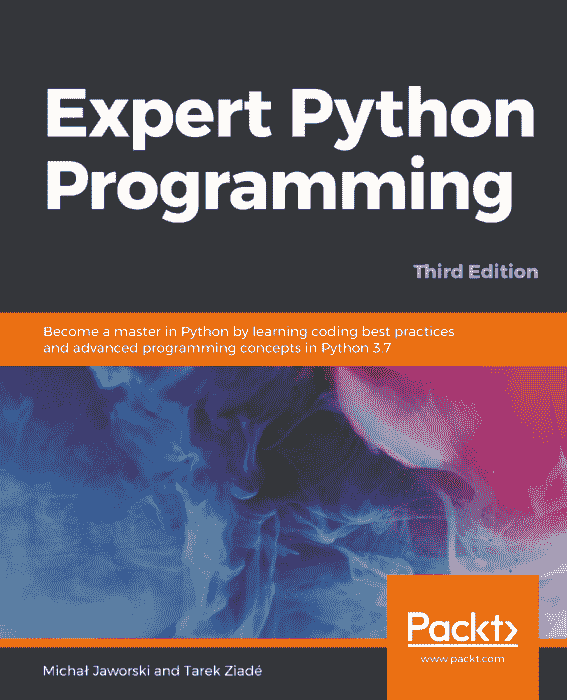 Expert Python
Programming
Third Edition
Become a master in Python by learning coding best practices
and advanced programming concepts in Python 3.7
Packt>
www.packt.com
Michał Jaworski and Tarek Ziadé